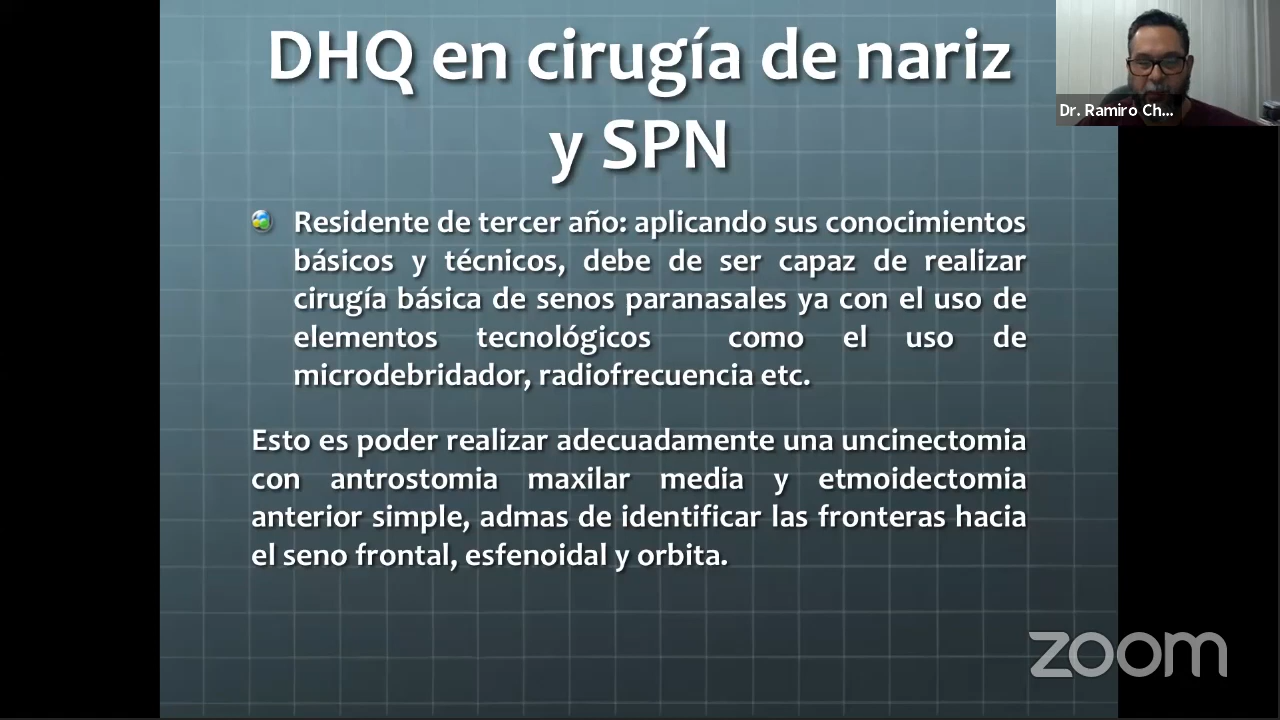 DHQ en cirugía de nariz
y SPN
Dr. Ramiro Ch...
Residente de tercer año: aplicando sus conocimientos
básicos y técnicos, debe de ser capaz de realizar
cirugía básica de senos paranasales ya con el uso de
elementos tecnológicos como el uso de
microdebridador, radiofrecuencia etc.
Esto es poder realizar adecuadamente una uncinectomia
con antrostomia maxilar media y etmoidectomia
anterior simple, admas de identificar las fronteras hacia
el seno frontal, esfenoidal y orbita.
zoom